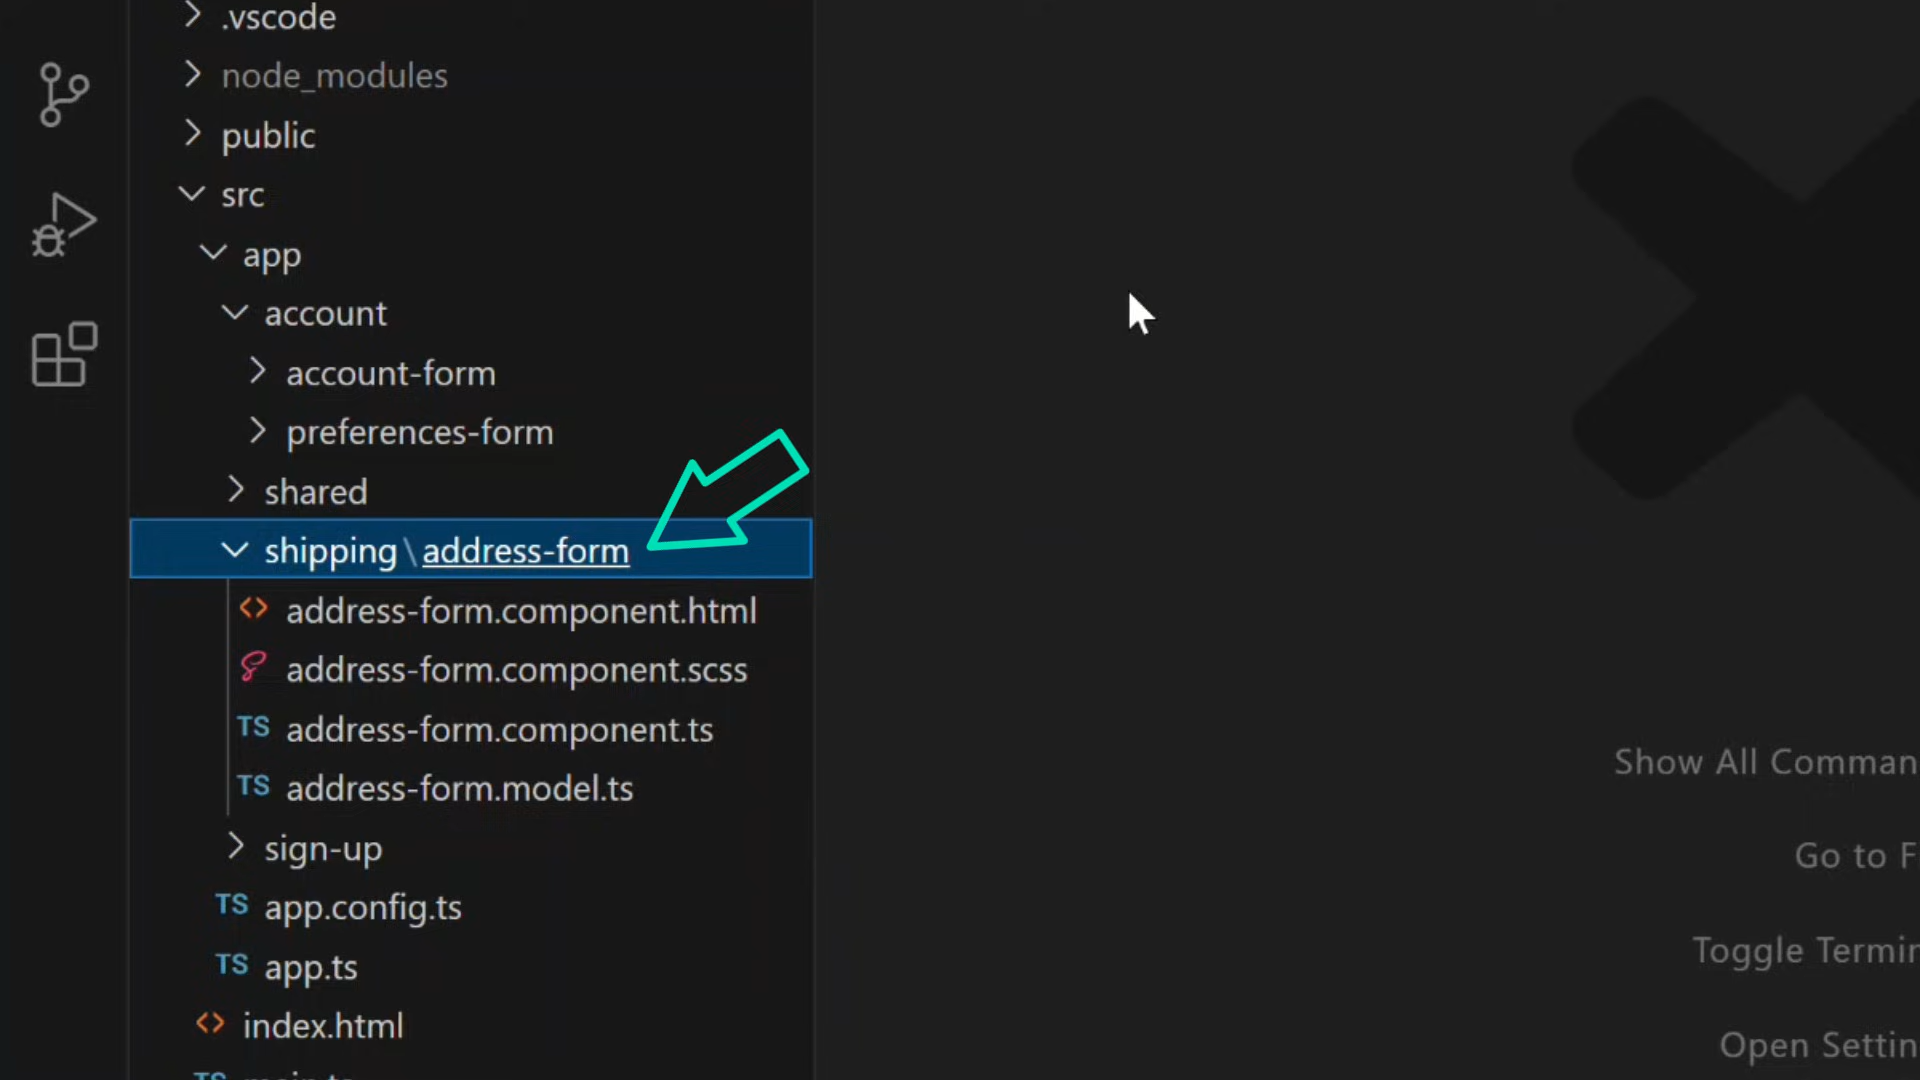 .vscode
node_modules
public
src
app
account
account-form
preferences-form
shared
shipping\address-form
address-form.component.html
address-form.component.scss
TS address-form.component.ts
TS address-form.model.ts
sign-up
TS app.config.ts
TS app.ts
index.html
Show All Comman
Go to F
Toggle Termin
Open Settin